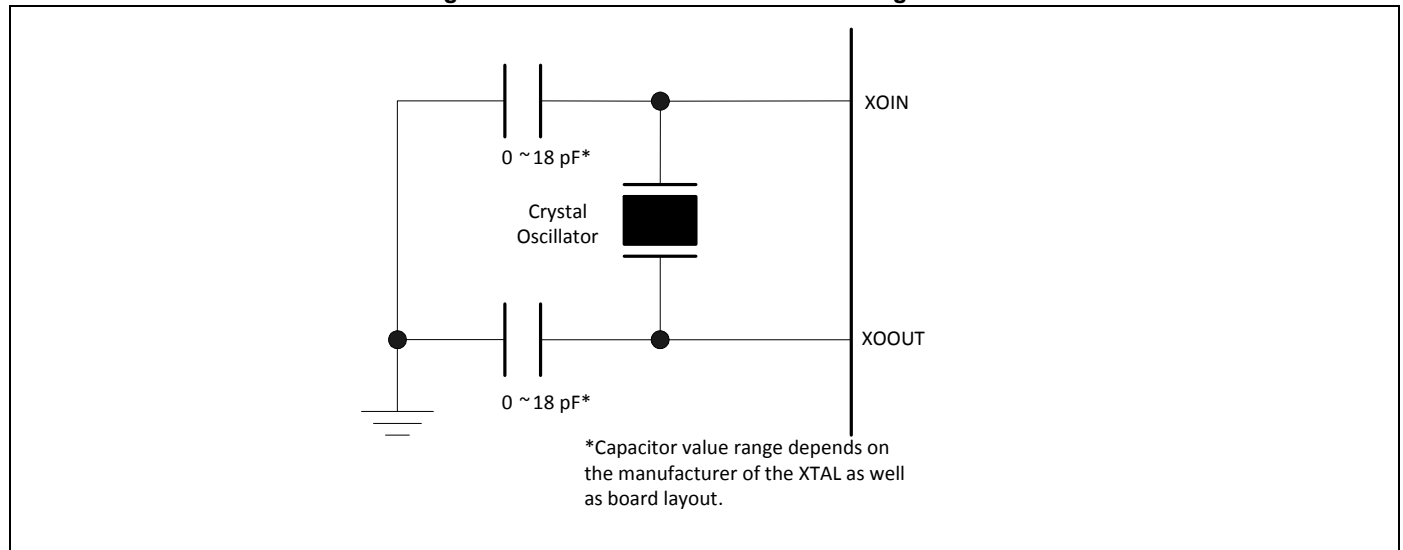 XOIN
0 ~18 pF*
Crystal
Oscillator
XOOUT
0 ~18 pF*
*Capacitor value range depends on
the manufacturer of the XTAL as well
as board layout.